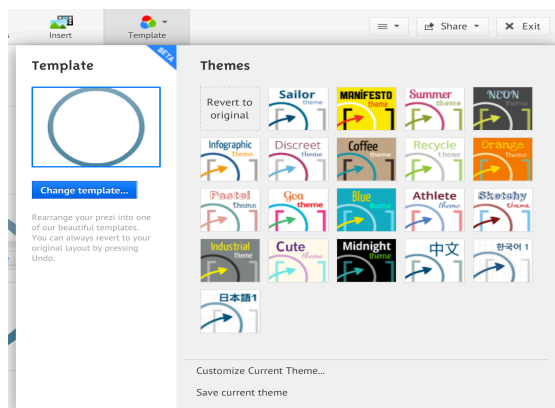 s
Insert
Template
Share
Exit
BETA
Template
Change template...
Rearrange your prezi into one
of our beautiful templates.
You can always revert to your
original layout by pressing
Undo.
Themes
Revert to
original
Sailor
theme
MANIFESTO
theme
Summer
theme
NEON
theme
Infographic
theme
Discreet
theme
Coffee
theme
Recycle
theme
Orange
theme
Pastel
theme
Goa
theme
Blue
theme
Athlete
theme
Sketchy
theme
Industrial
theme
Cute
theme
Midnight
theme
中文
한국어 1
日本語1
Customize Current Theme...
Save current theme